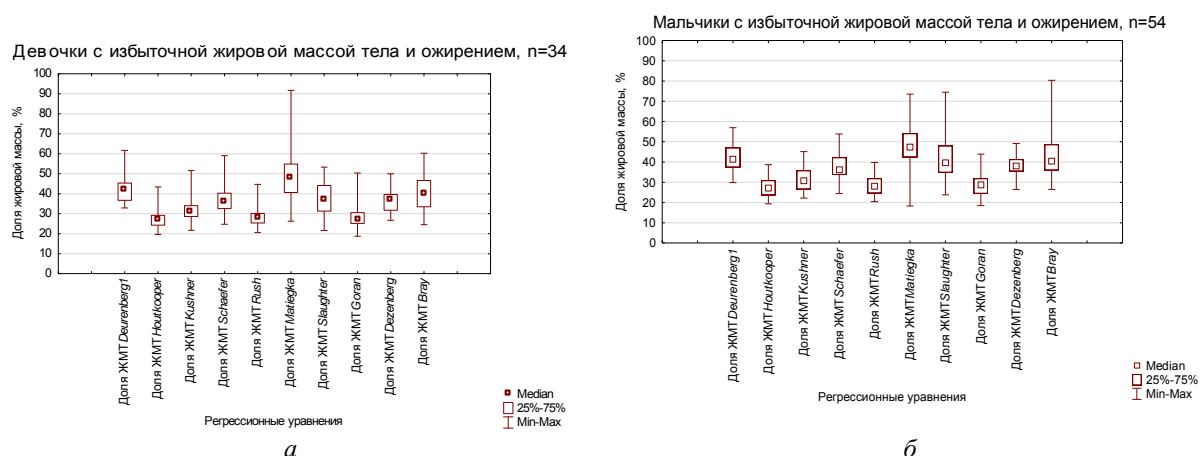 Девочки с избыточной жировой массой тела и ожирением, n=34
100
90
80
70
60
50
40
30
20
10
0
Доля жировой массы, %
Доля ЖМТ Deurenberg1
Доля ЖМТ Houtkooper
Доля ЖМТ Kushner
Доля ЖМТ Schaefer
Доля ЖМТ Rush
Доля ЖМТ Matiegka
Доля ЖМТ Slaughter
Доля ЖМТ Goran
Доля ЖМТ Dezenberg
Доля ЖМТ Bray
Регрессионные уравнения
Median
25%-75%
Min-Max
а
Мальчики с избыточной жировой массой тела и ожирением, n=54
100
90
80
70
60
50
40
30
20
10
0
Доля жировой массы, %
Доля ЖМТ Deurenberg1
Доля ЖМТ Houtkooper
Доля ЖМТ Kushner
Доля ЖМТ Schaefer
Доля ЖМТ Rush
Доля ЖМТ Matiegka
Доля ЖМТ Slaughter
Доля ЖМТ Goran
Доля ЖМТ Dezenberg
Доля ЖМТ Bray
Регрессионные уравнения
Median
25%-75%
Min-Max
б